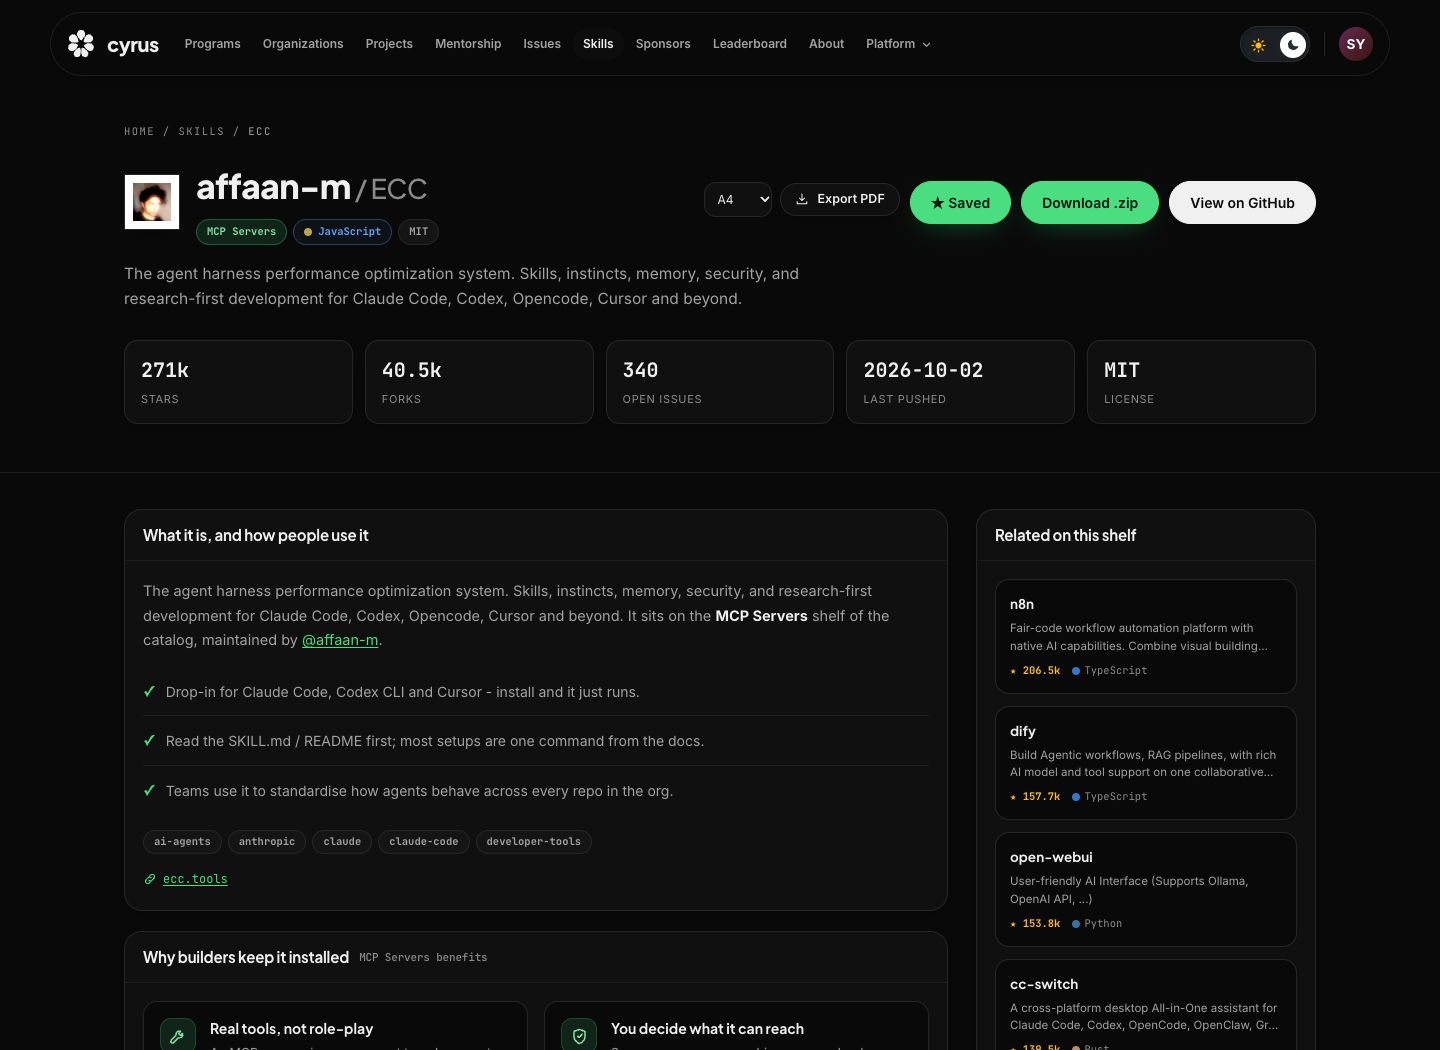 cyrus
Programs Organizations Projects Mentorship Issues Skills Sponsors Leaderboard About Platform
SY
HOME / SKILLS / ECC
affaan-m / ECC
MCP Servers JavaScript MIT
A4 Export PDF ★ Saved Download .zip View on GitHub
The agent harness performance optimization system. Skills, instincts, memory, security, and
research-first development for Claude Code, Codex, Opencode, Cursor and beyond.
271k
STARS
40.5k
FORKS
340
OPEN ISSUES
2026-10-02
LAST PUSHED
MIT
LICENSE
What it is, and how people use it
The agent harness performance optimization system. Skills, instincts, memory, security, and research-first
development for Claude Code, Codex, Opencode, Cursor and beyond. It sits on the MCP Servers shelf of the
catalog, maintained by @affaan-m.
✓ Drop-in for Claude Code, Codex CLI and Cursor - install and it just runs.
✓ Read the SKILL.md / README first; most setups are one command from the docs.
✓ Teams use it to standardise how agents behave across every repo in the org.
ai-agents anthropic claude claude-code developer-tools
ecc.tools
Why builders keep it installed MCP Servers benefits
Real tools, not role-play
You decide what it can reach
Related on this shelf
n8n
Fair-code workflow automation platform with
native AI capabilities. Combine visual building...
★ 206.5k TypeScript
dify
Build Agentic workflows, RAG pipelines, with rich
AI model and tool support on one collaborative...
★ 157.7k TypeScript
open-webui
User-friendly AI Interface (Supports Ollama,
OpenAI API, ...)
★ 153.8k Python
cc-switch
A cross-platform desktop All-in-One assistant for
Claude Code, Codex, OpenCode, OpenClaw, Gr...
★ 139.5k Rust